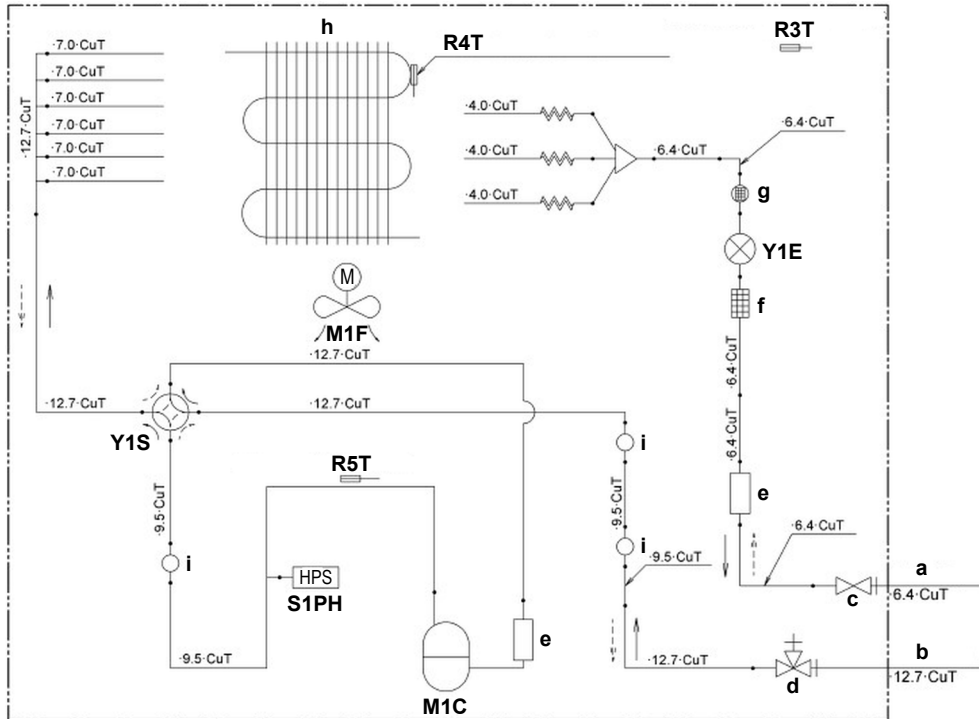 h
R4T
R3T
·7.0·CuT
·7.0·CuT
·7.0·CuT
·7.0·CuT
·7.0·CuT
·7.0·CuT
·12.7·CuT
·4.0·CuT
·4.0·CuT
·4.0·CuT
·6.4·CuT
·6.4·CuT
g
Y1E
f
M
M1F
·12.7·CuT
·12.7·CuT
·12.7·CuT
Y1S
·6.4·CuT
·6.4·CuT
R5T
i
e
·9.5·CuT
·9.5·CuT
i
i
·9.5·CuT
·6.4·CuT
HPS
S1PH
c
a
·6.4·CuT
·9.5·CuT
M1C
e
·12.7·CuT
d
b
·12.7·CuT